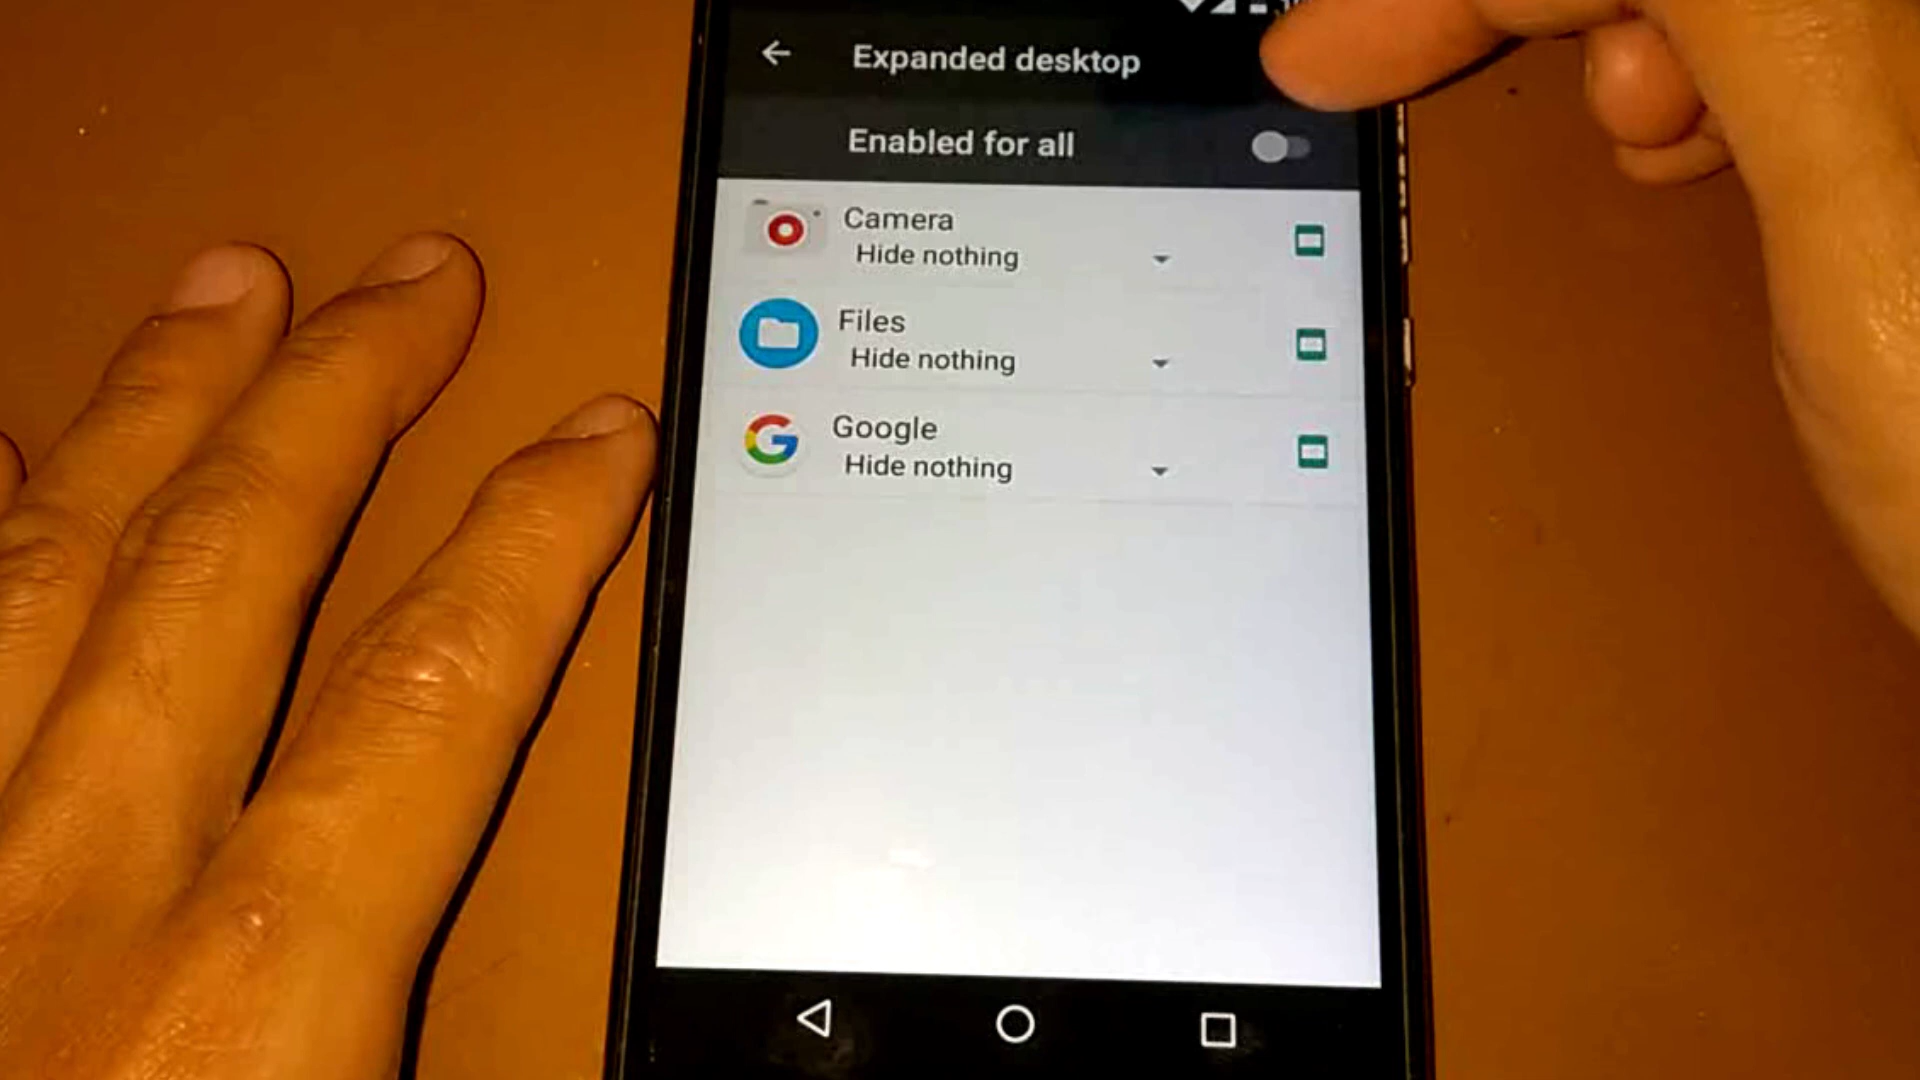 Expanded desktop
Enabled for all
Camera
Hide nothing
Files
Hide nothing
Google
Hide nothing